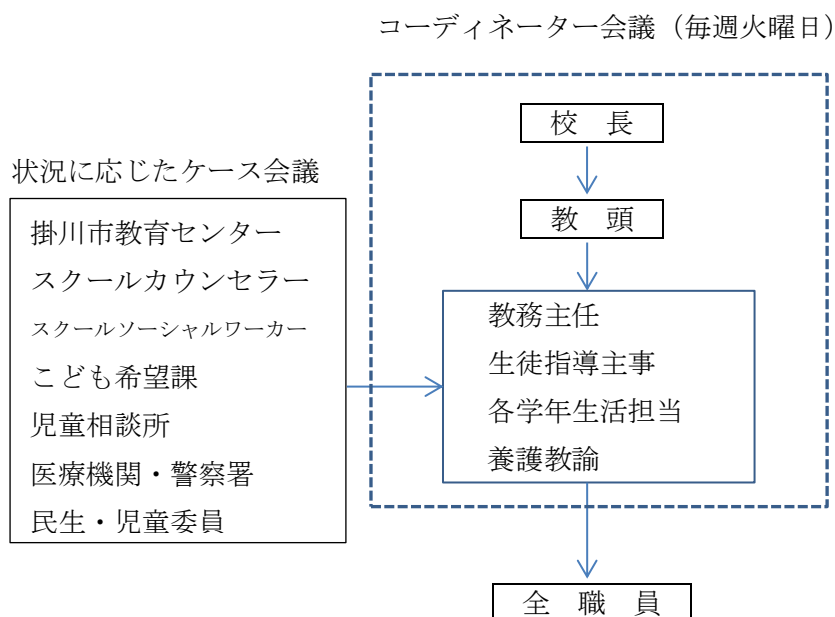 コーディネーター会議（毎週火曜日）
校　長
教　頭
教務主任
生徒指導主事
各学年生活担当
養護教諭
状況に応じたケース会議
掛川市教育センター
スクールカウンセラー
スクールソーシャルワーカー
こども希望課
児童相談所
医療機関・警察署
民生・児童委員
全　職　員